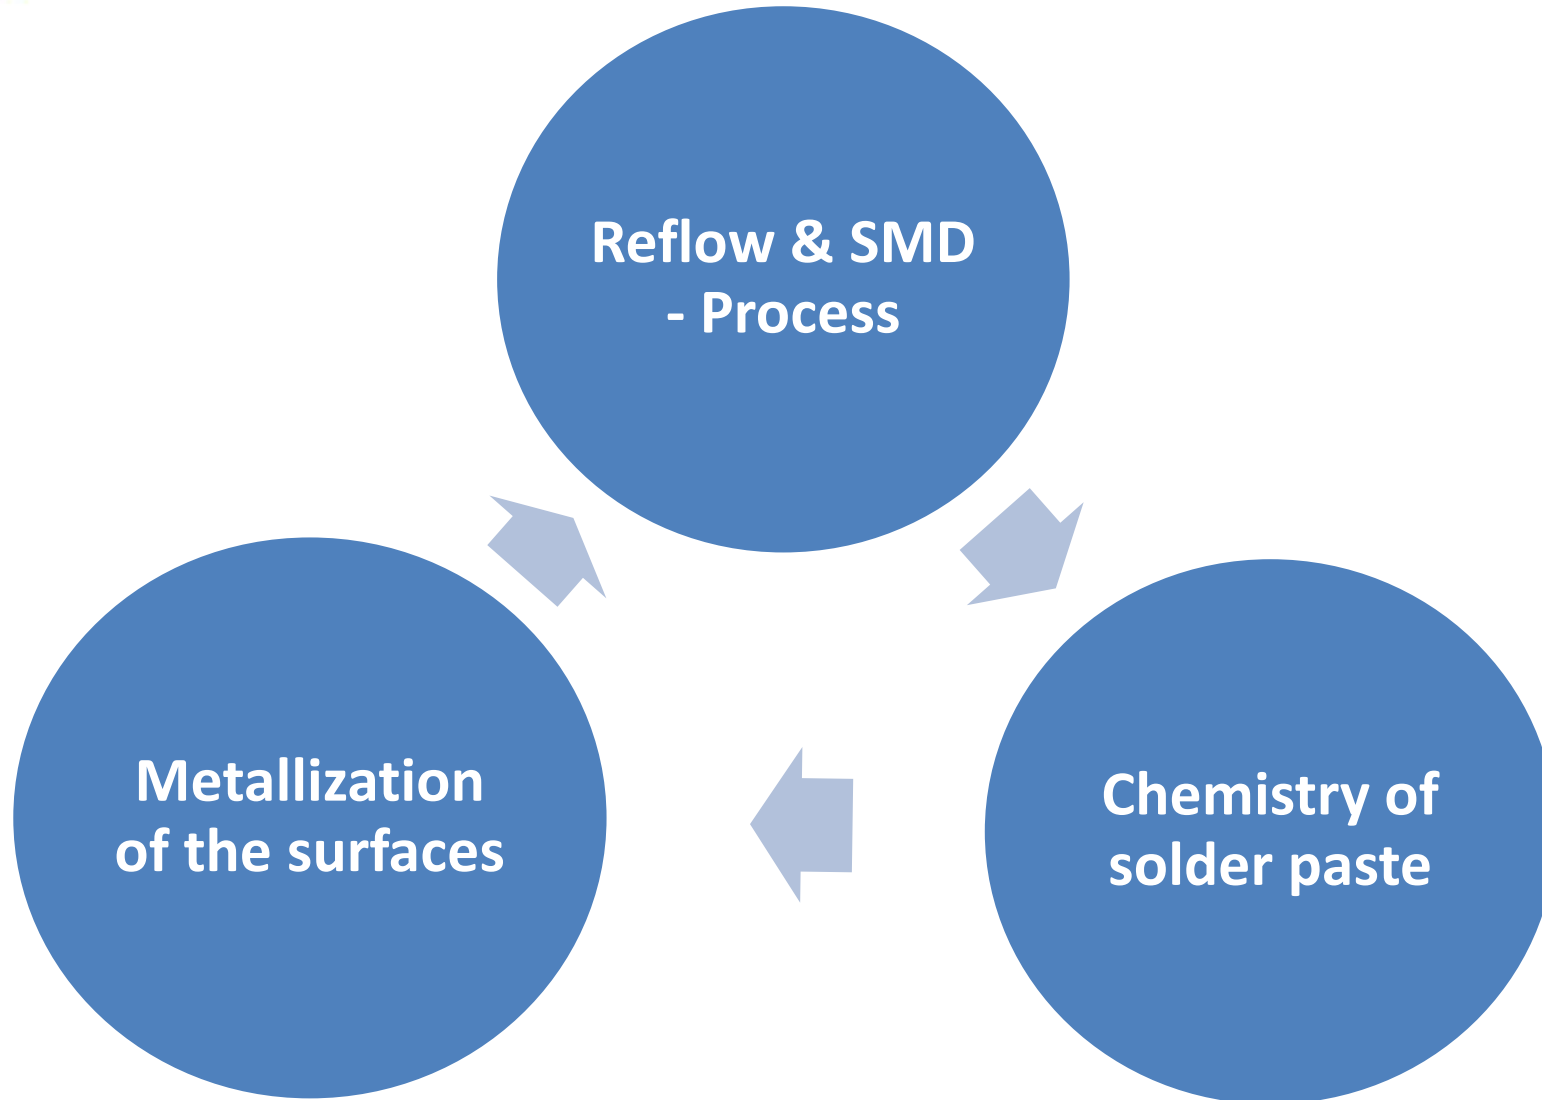 Reflow & SMD
- Process
Metallization
of the surfaces
Chemistry of
solder paste